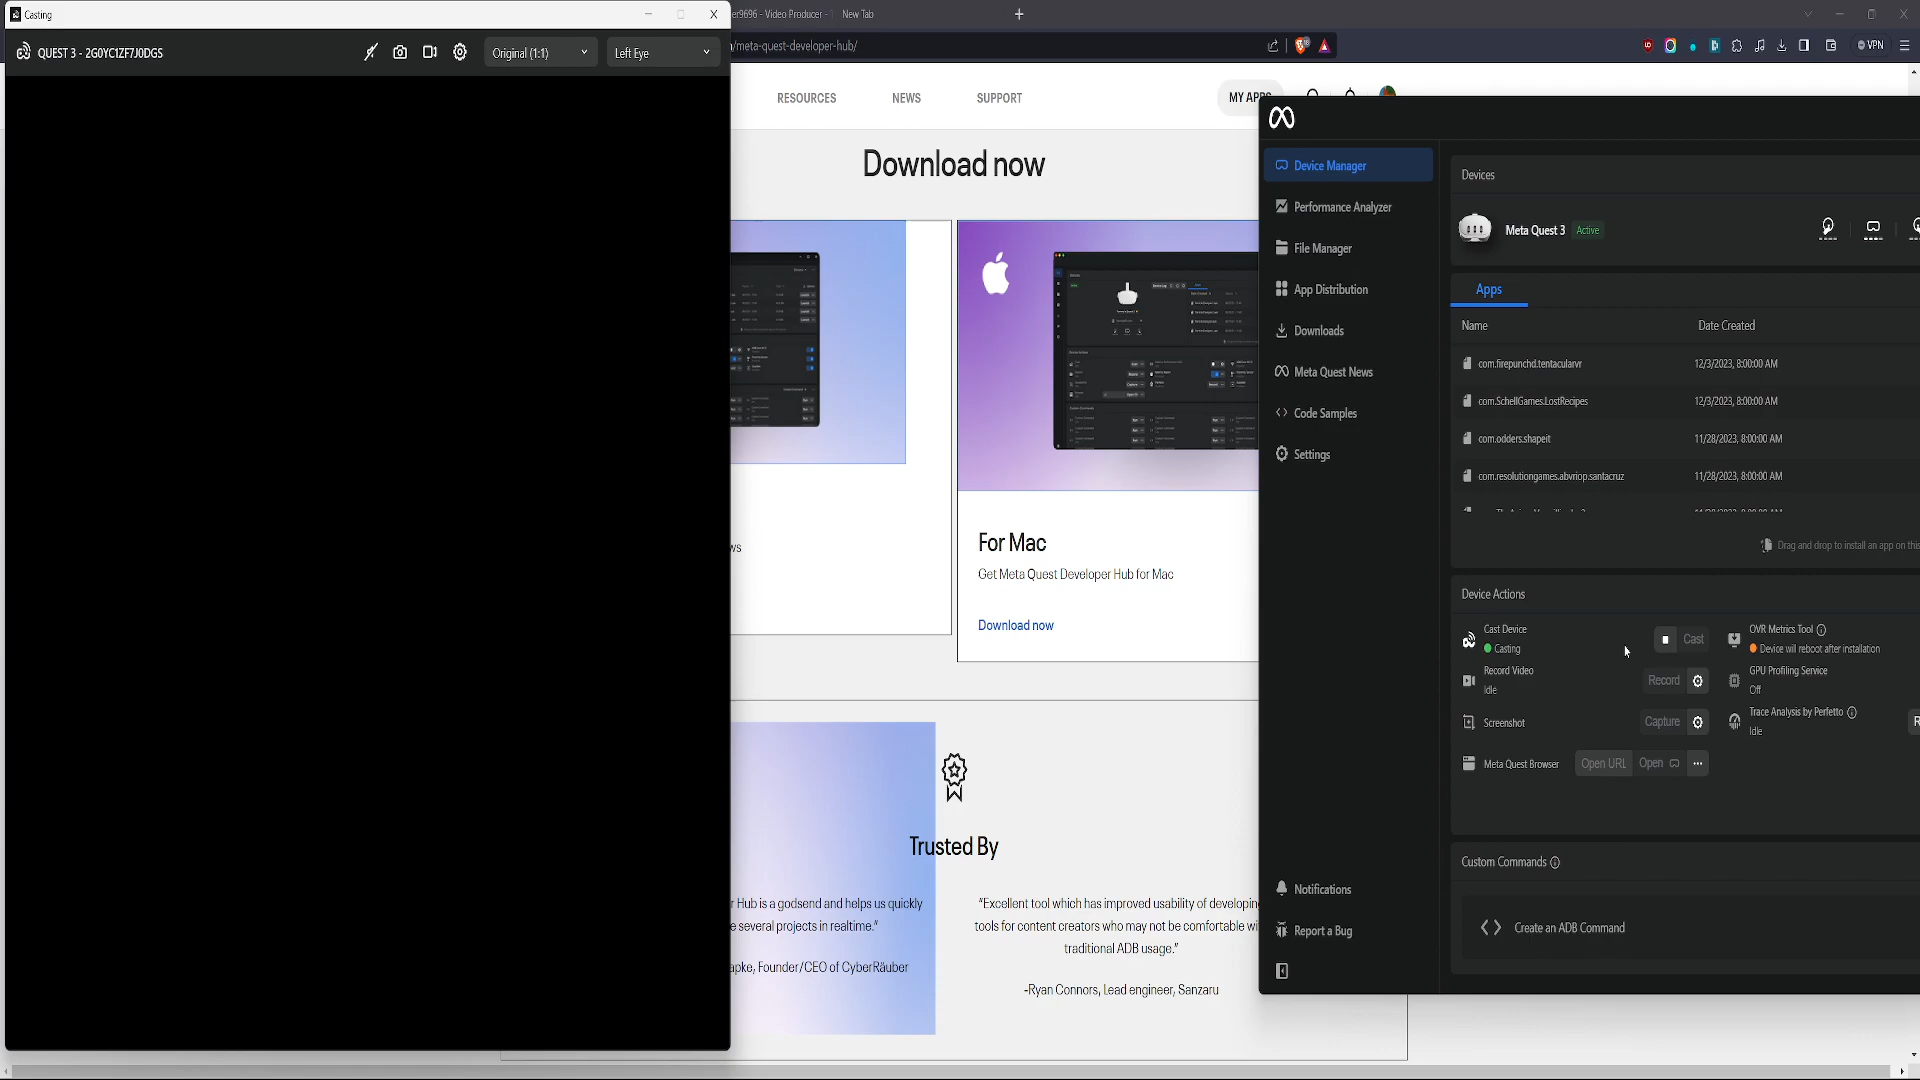 Casting
QUEST 3 - 2G0YC1ZF7J0DGS
Original (1:1)
Left Eye
er9696 - Video Producer -
New Tab
/meta-quest-developer-hub/
VPN
RESOURCES
NEWS
SUPPORT
MY APPS
Download now
ws
For Mac
Get Meta Quest Developer Hub for Mac
Download now
Trusted By
r Hub is a godsend and helps us quickly
e several projects in realtime."
apke, Founder/CEO of CyberRäuber
"Excellent tool which has improved usability of developing
tools for content creators who may not be comfortable wi
traditional ADB usage."
-Ryan Connors, Lead engineer, Sanzaru
Device Manager
Performance Analyzer
File Manager
App Distribution
Downloads
Meta Quest News
Code Samples
Settings
Notifications
Report a Bug
Devices
Meta Quest 3 Active
Apps
Name Date Created
com.firepunchd.tentacularvr 12/3/2023, 8:00:00 AM
com.SchellGames.LostRecipes 12/3/2023, 8:00:00 AM
com.odders.shapeit 11/28/2023, 8:00:00 AM
com.resolutiongames.abvriop.santacruz 11/28/2023, 8:00:00 AM
Drag and drop to install an app on this
Device Actions
Cast Device
Casting
Cast
Record Video
Idle
Record
Screenshot
Capture
Meta Quest Browser
Open URL
Open
OVR Metrics Tool
Device will reboot after installation
GPU Profiling Service
Off
Trace Analysis by Perfetto
Idle
R
Custom Commands
Create an ADB Command